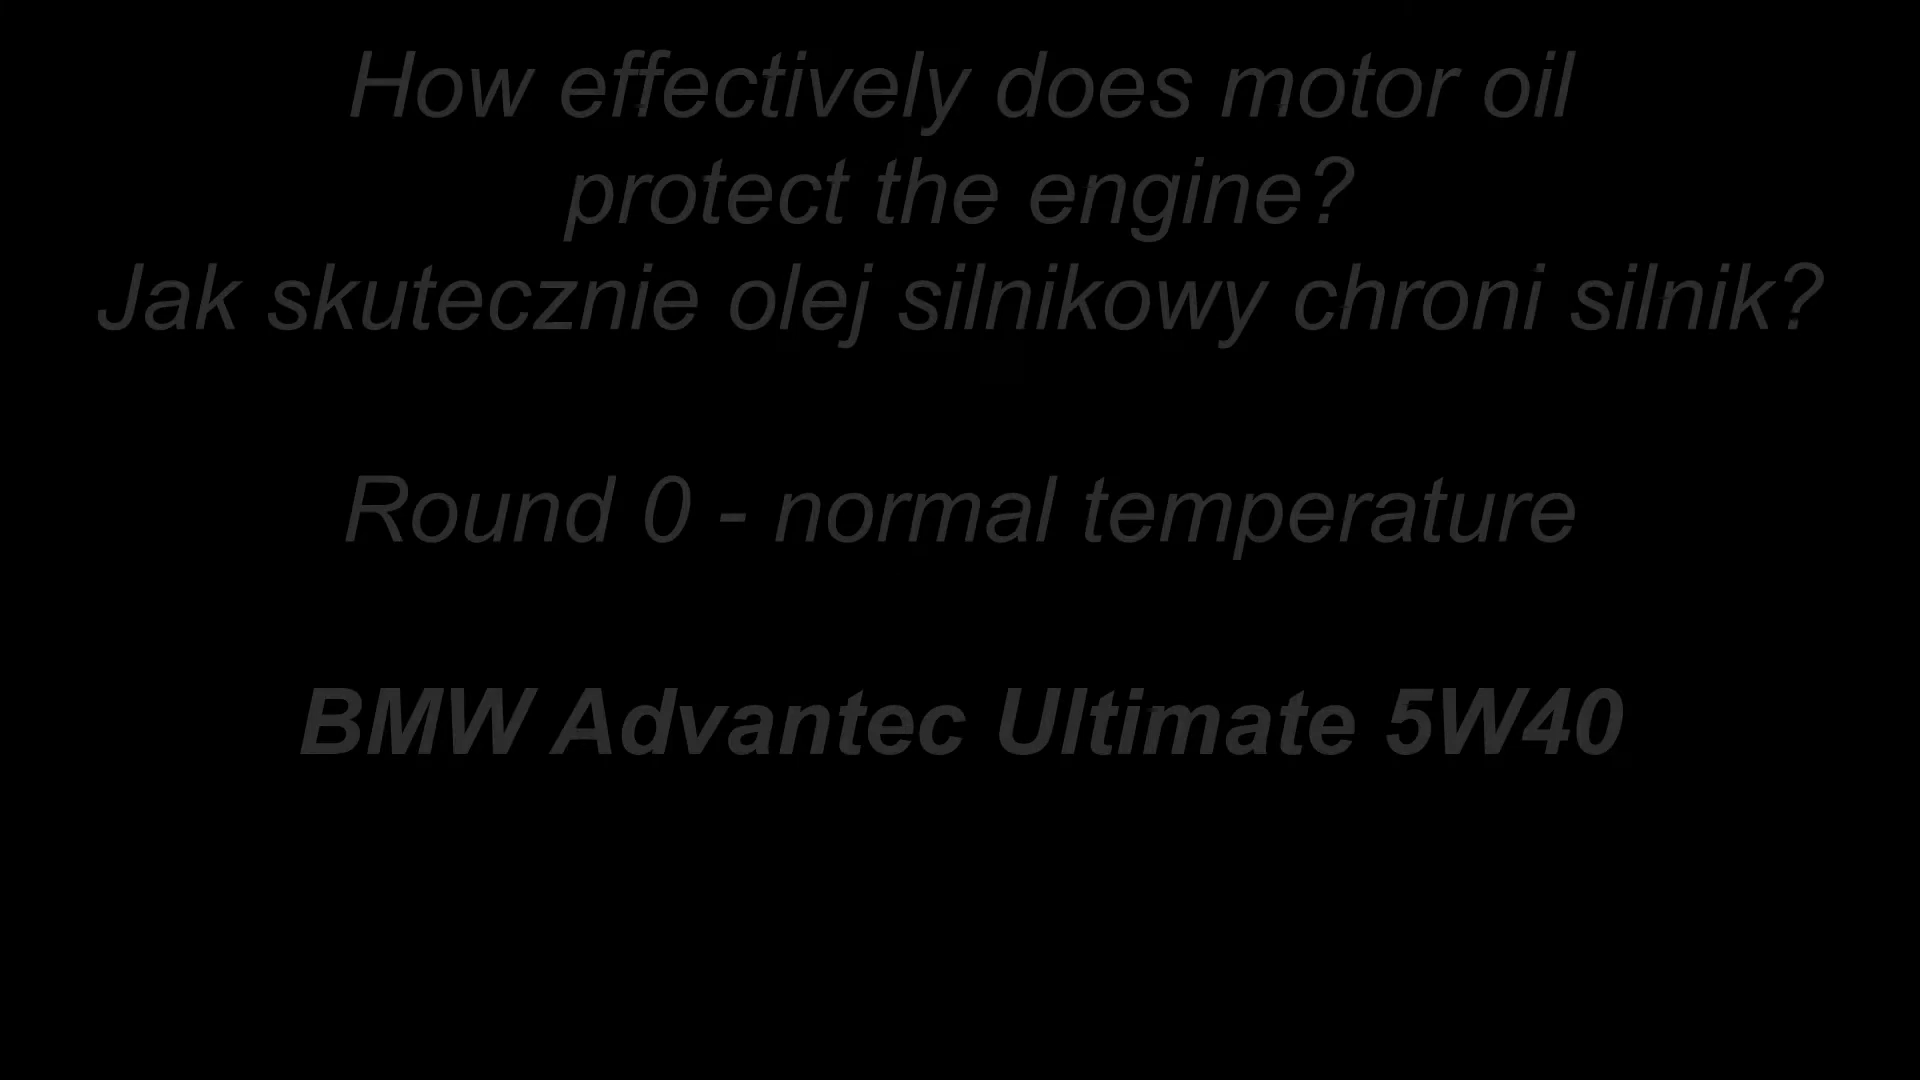 How effectively does motor oil
protect the engine?
Jak skutecznie olej silnikowy chroni silnik?
Round 0 - normal temperature
BMW Advantec Ultimate 5W40